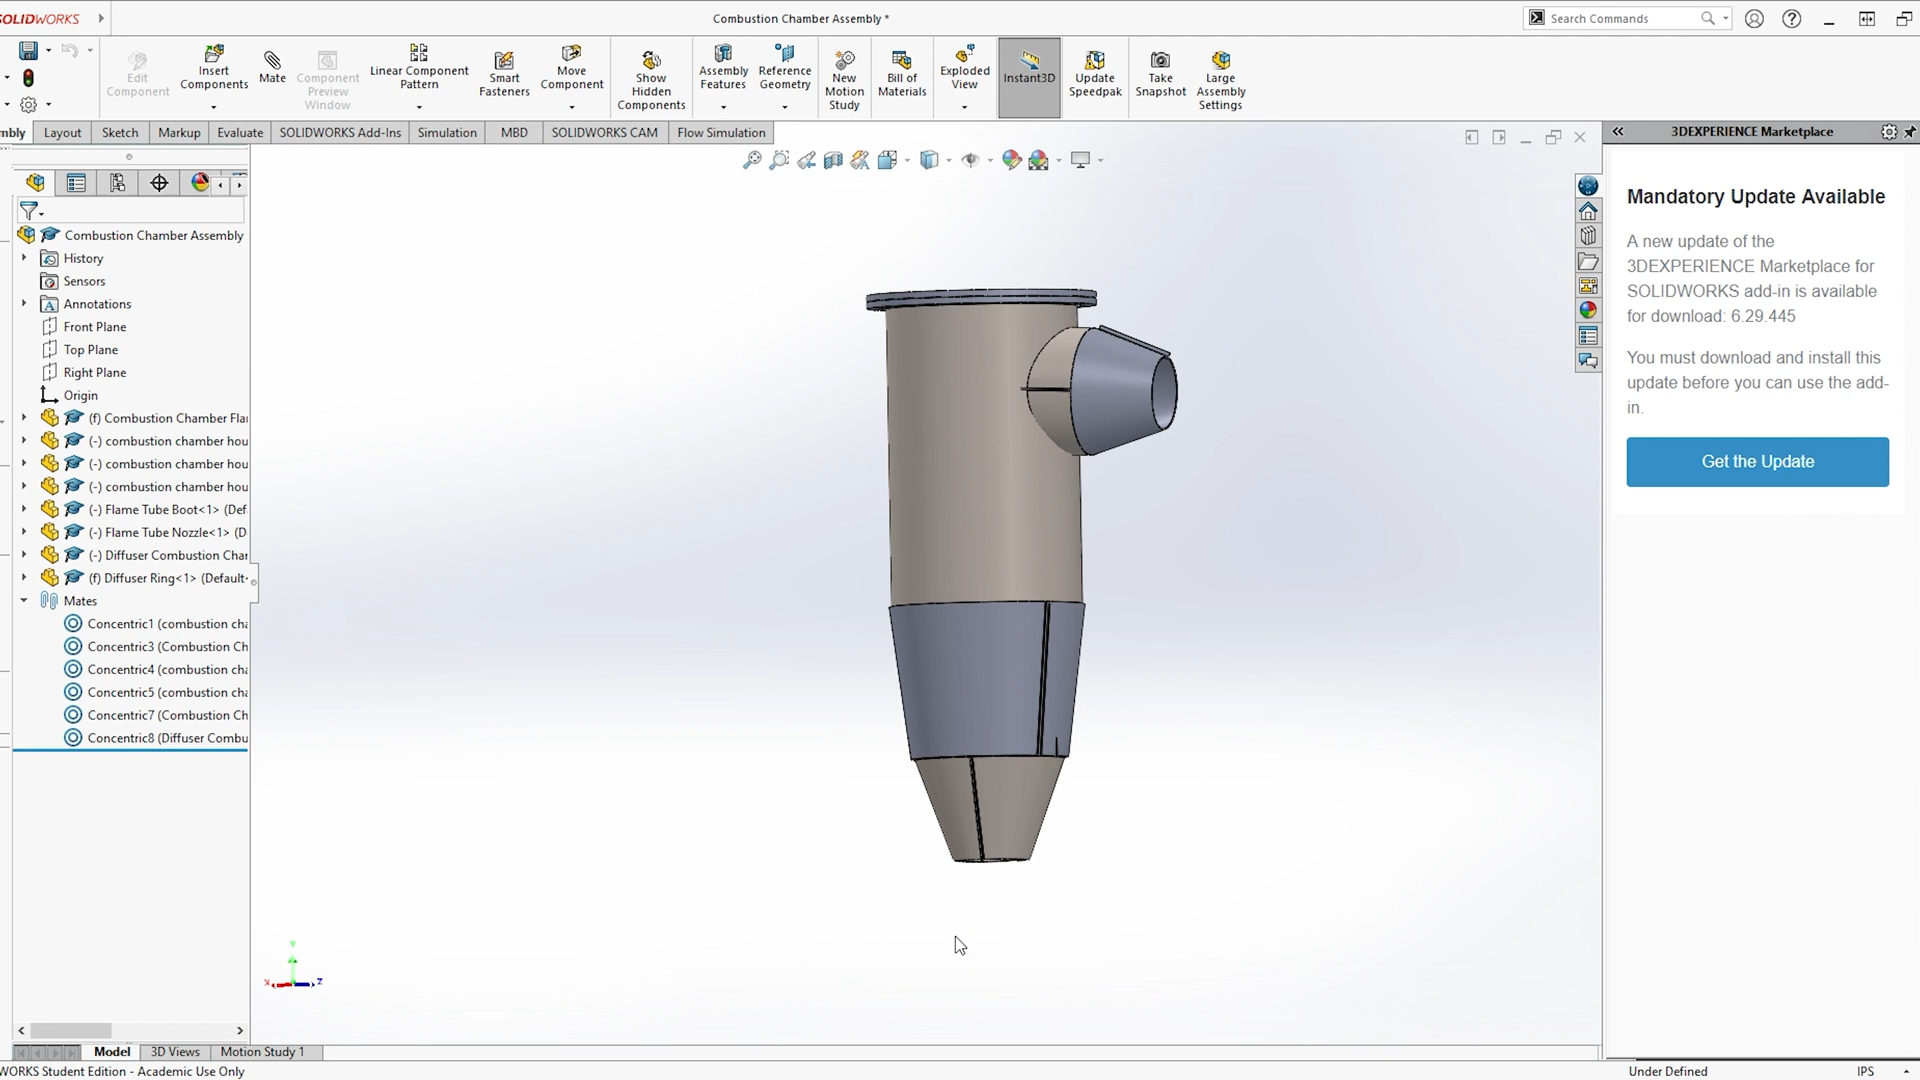 SOLIDWORKS
Combustion Chamber Assembly *
Search Commands
Edit
Component
Insert
Components
Mate
Component
Preview
Window
Linear Component
Pattern
Smart
Fasteners
Move
Component
Show
Hidden
Components
Assembly
Features
Reference
Geometry
New
Motion
Study
Bill of
Materials
Exploded
View
Instant3D
Update
Speedpak
Take
Snapshot
Large
Assembly
Settings
mbly
Layout
Sketch
Markup
Evaluate
SOLIDWORKS Add-Ins
Simulation
MBD
SOLIDWORKS CAM
Flow Simulation
3DEXPERIENCE Marketplace
Mandatory Update Available
A new update of the
3DEXPERIENCE Marketplace for
SOLIDWORKS add-in is available
for download: 6.29.445
You must download and install this
update before you can use the add-
in.
Get the Update
Combustion Chamber Assembly
History
Sensors
Annotations
Front Plane
Top Plane
Right Plane
Origin
(f) Combustion Chamber Fla
(-) combustion chamber hou
(-) combustion chamber hou
(-) combustion chamber hou
(-) Flame Tube Boot<1> (Def
(-) Flame Tube Nozzle<1> (D
(-) Diffuser Combustion Char
(f) Diffuser Ring<1> (Default
Mates
Concentric1 (combustion cha
Concentric3 (Combustion Ch
Concentric4 (combustion cha
Concentric5 (combustion cha
Concentric7 (Combustion Ch
Concentric8 (Diffuser Combu
Y
X
Z
Model
3D Views
Motion Study 1
WORKS Student Edition - Academic Use Only
Under Defined
IPS